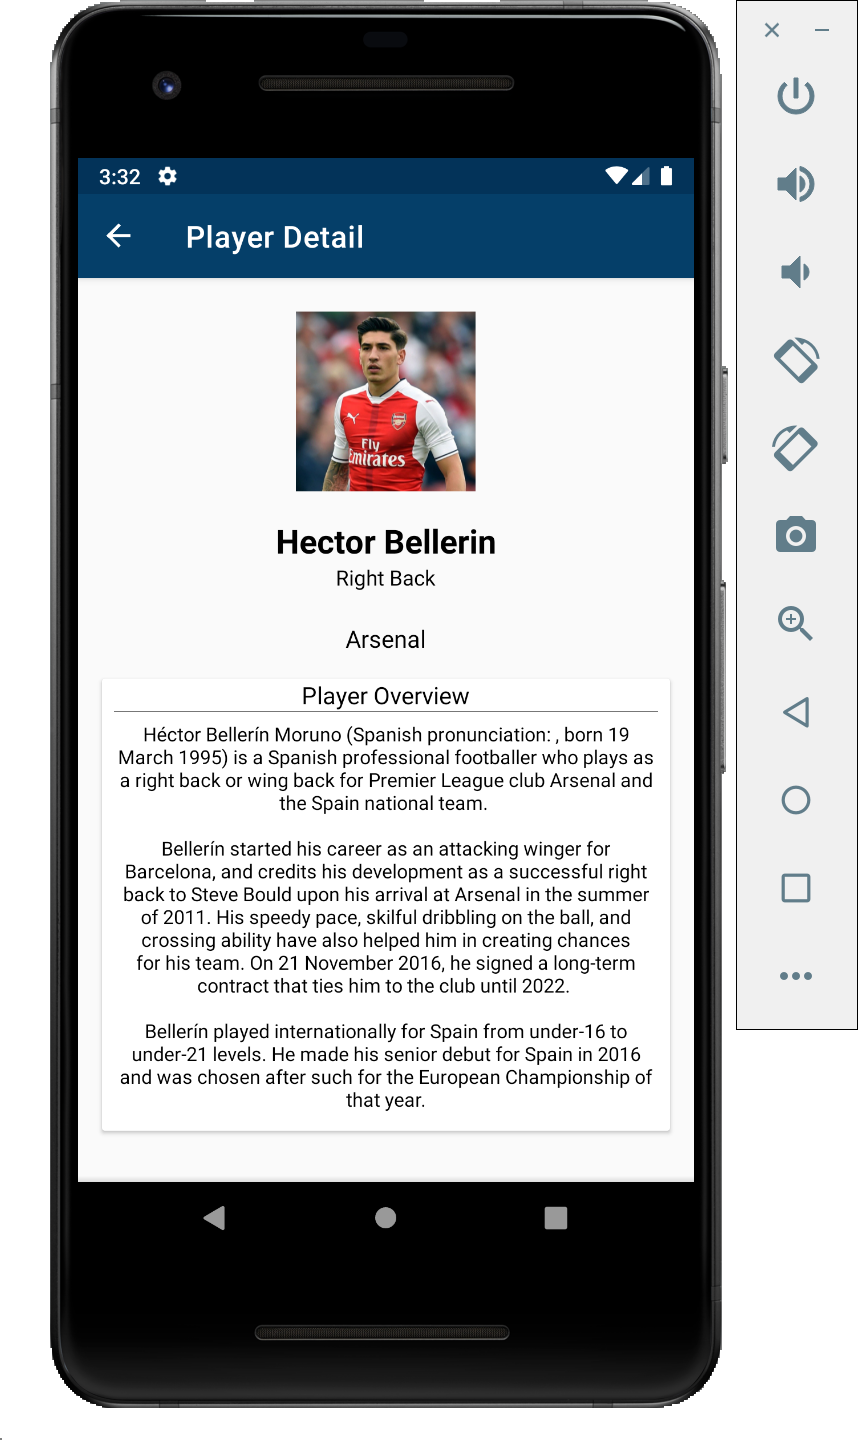 3:32
Player Detail
Fly
Emirates
Hector Bellerin
Right Back
Arsenal
Player Overview
Héctor Bellerín Moruno (Spanish pronunciation: , born 19
March 1995) is a Spanish professional footballer who plays as
a right back or wing back for Premier League club Arsenal and
the Spain national team.
Bellerín started his career as an attacking winger for
Barcelona, and credits his development as a successful right
back to Steve Bould upon his arrival at Arsenal in the summer
of 2011. His speedy pace, skilful dribbling on the ball, and
crossing ability have also helped him in creating chances
for his team. On 21 November 2016, he signed a long-term
contract that ties him to the club until 2022.
Bellerín played internationally for Spain from under-16 to
under-21 levels. He made his senior debut for Spain in 2016
and was chosen after such for the European Championship of
that year.